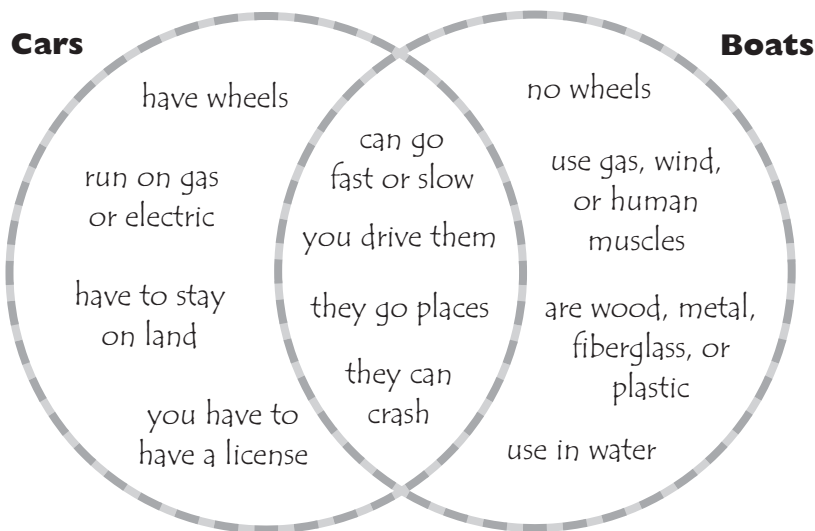 Cars
Boats
have wheels
run on gas
or electric
have to stay
on land
you have to
have a license
can go
fast or slow
you drive them
they go places
they can
crash
no wheels
use gas, wind,
or human
muscles
are wood, metal,
fiberglass, or
plastic
use in water